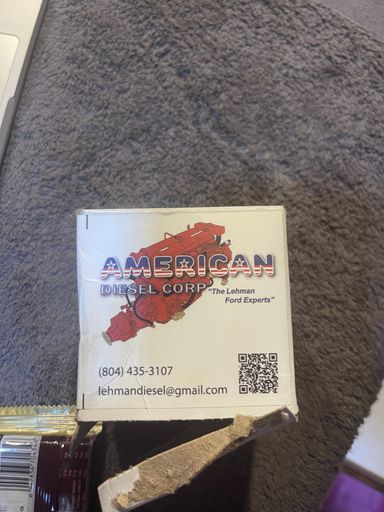 AMERICAN
DIESEL CORP. "The Lehman
Ford Experts"
(804) 435-3107
lehmandiesel@gmail.com